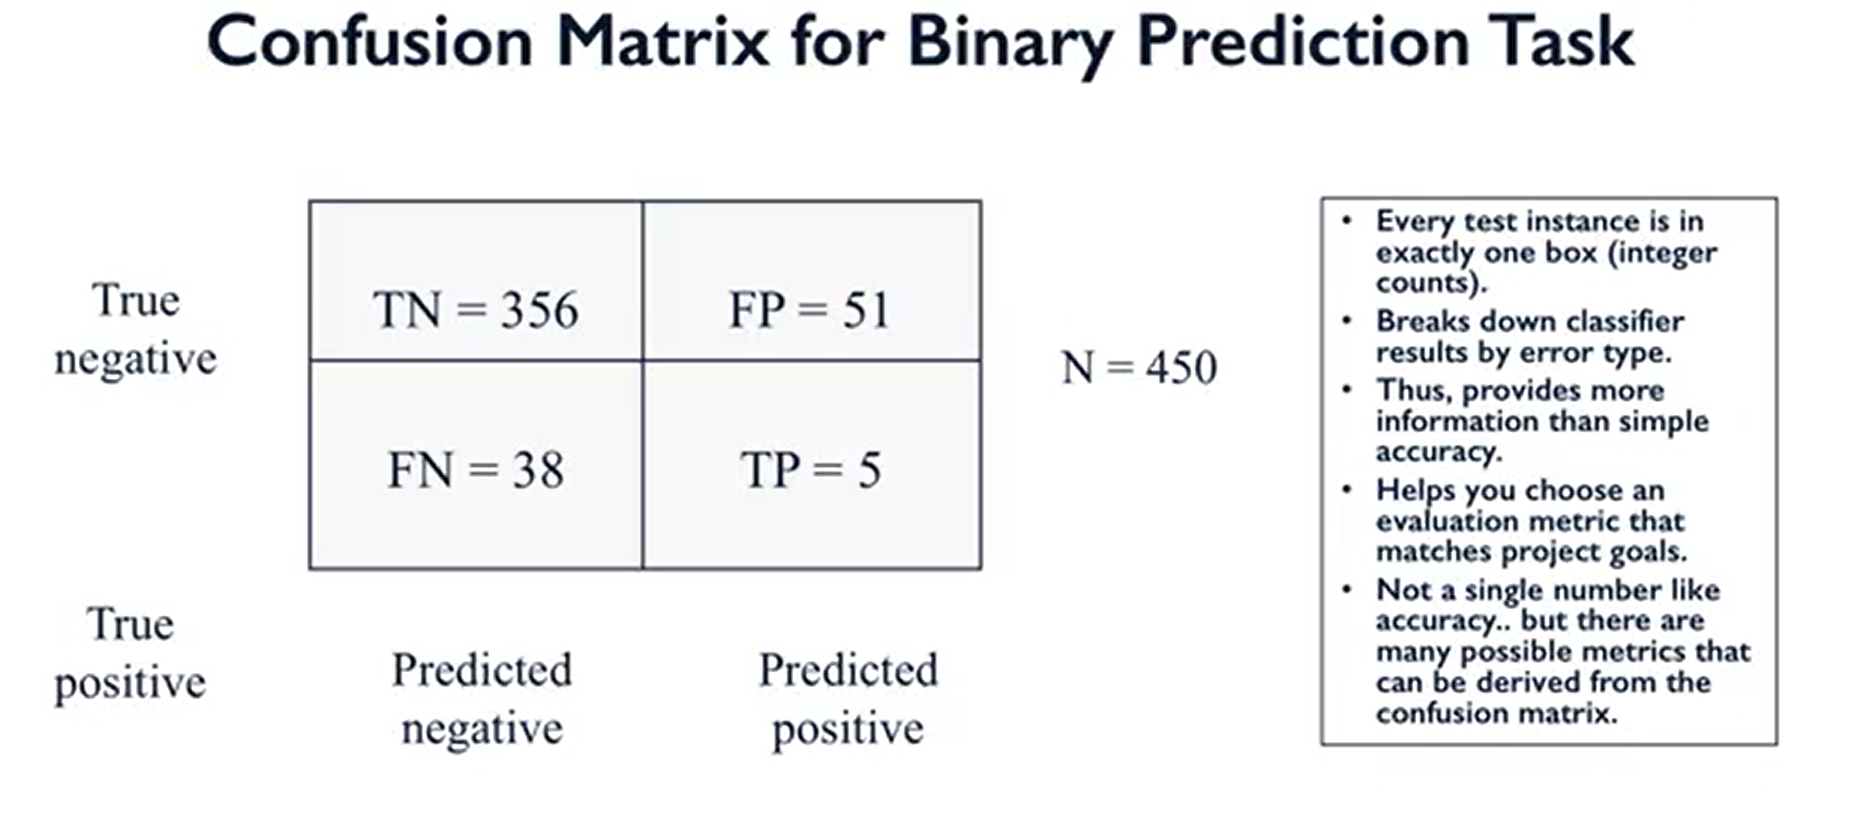 Confusion Matrix for Binary Prediction Task
True
negative
TN = 356
FP = 51
N = 450
FN = 38
TP = 5
True
positive
Predicted
negative
Predicted
positive
• Every test instance is in
exactly one box (integer
counts).
• Breaks down classifier
results by error type.
• Thus, provides more
information than simple
accuracy.
• Helps you choose an
evaluation metric that
matches project goals.
• Not a single number like
accuracy.. but there are
many possible metrics that
can be derived from the
confusion matrix.